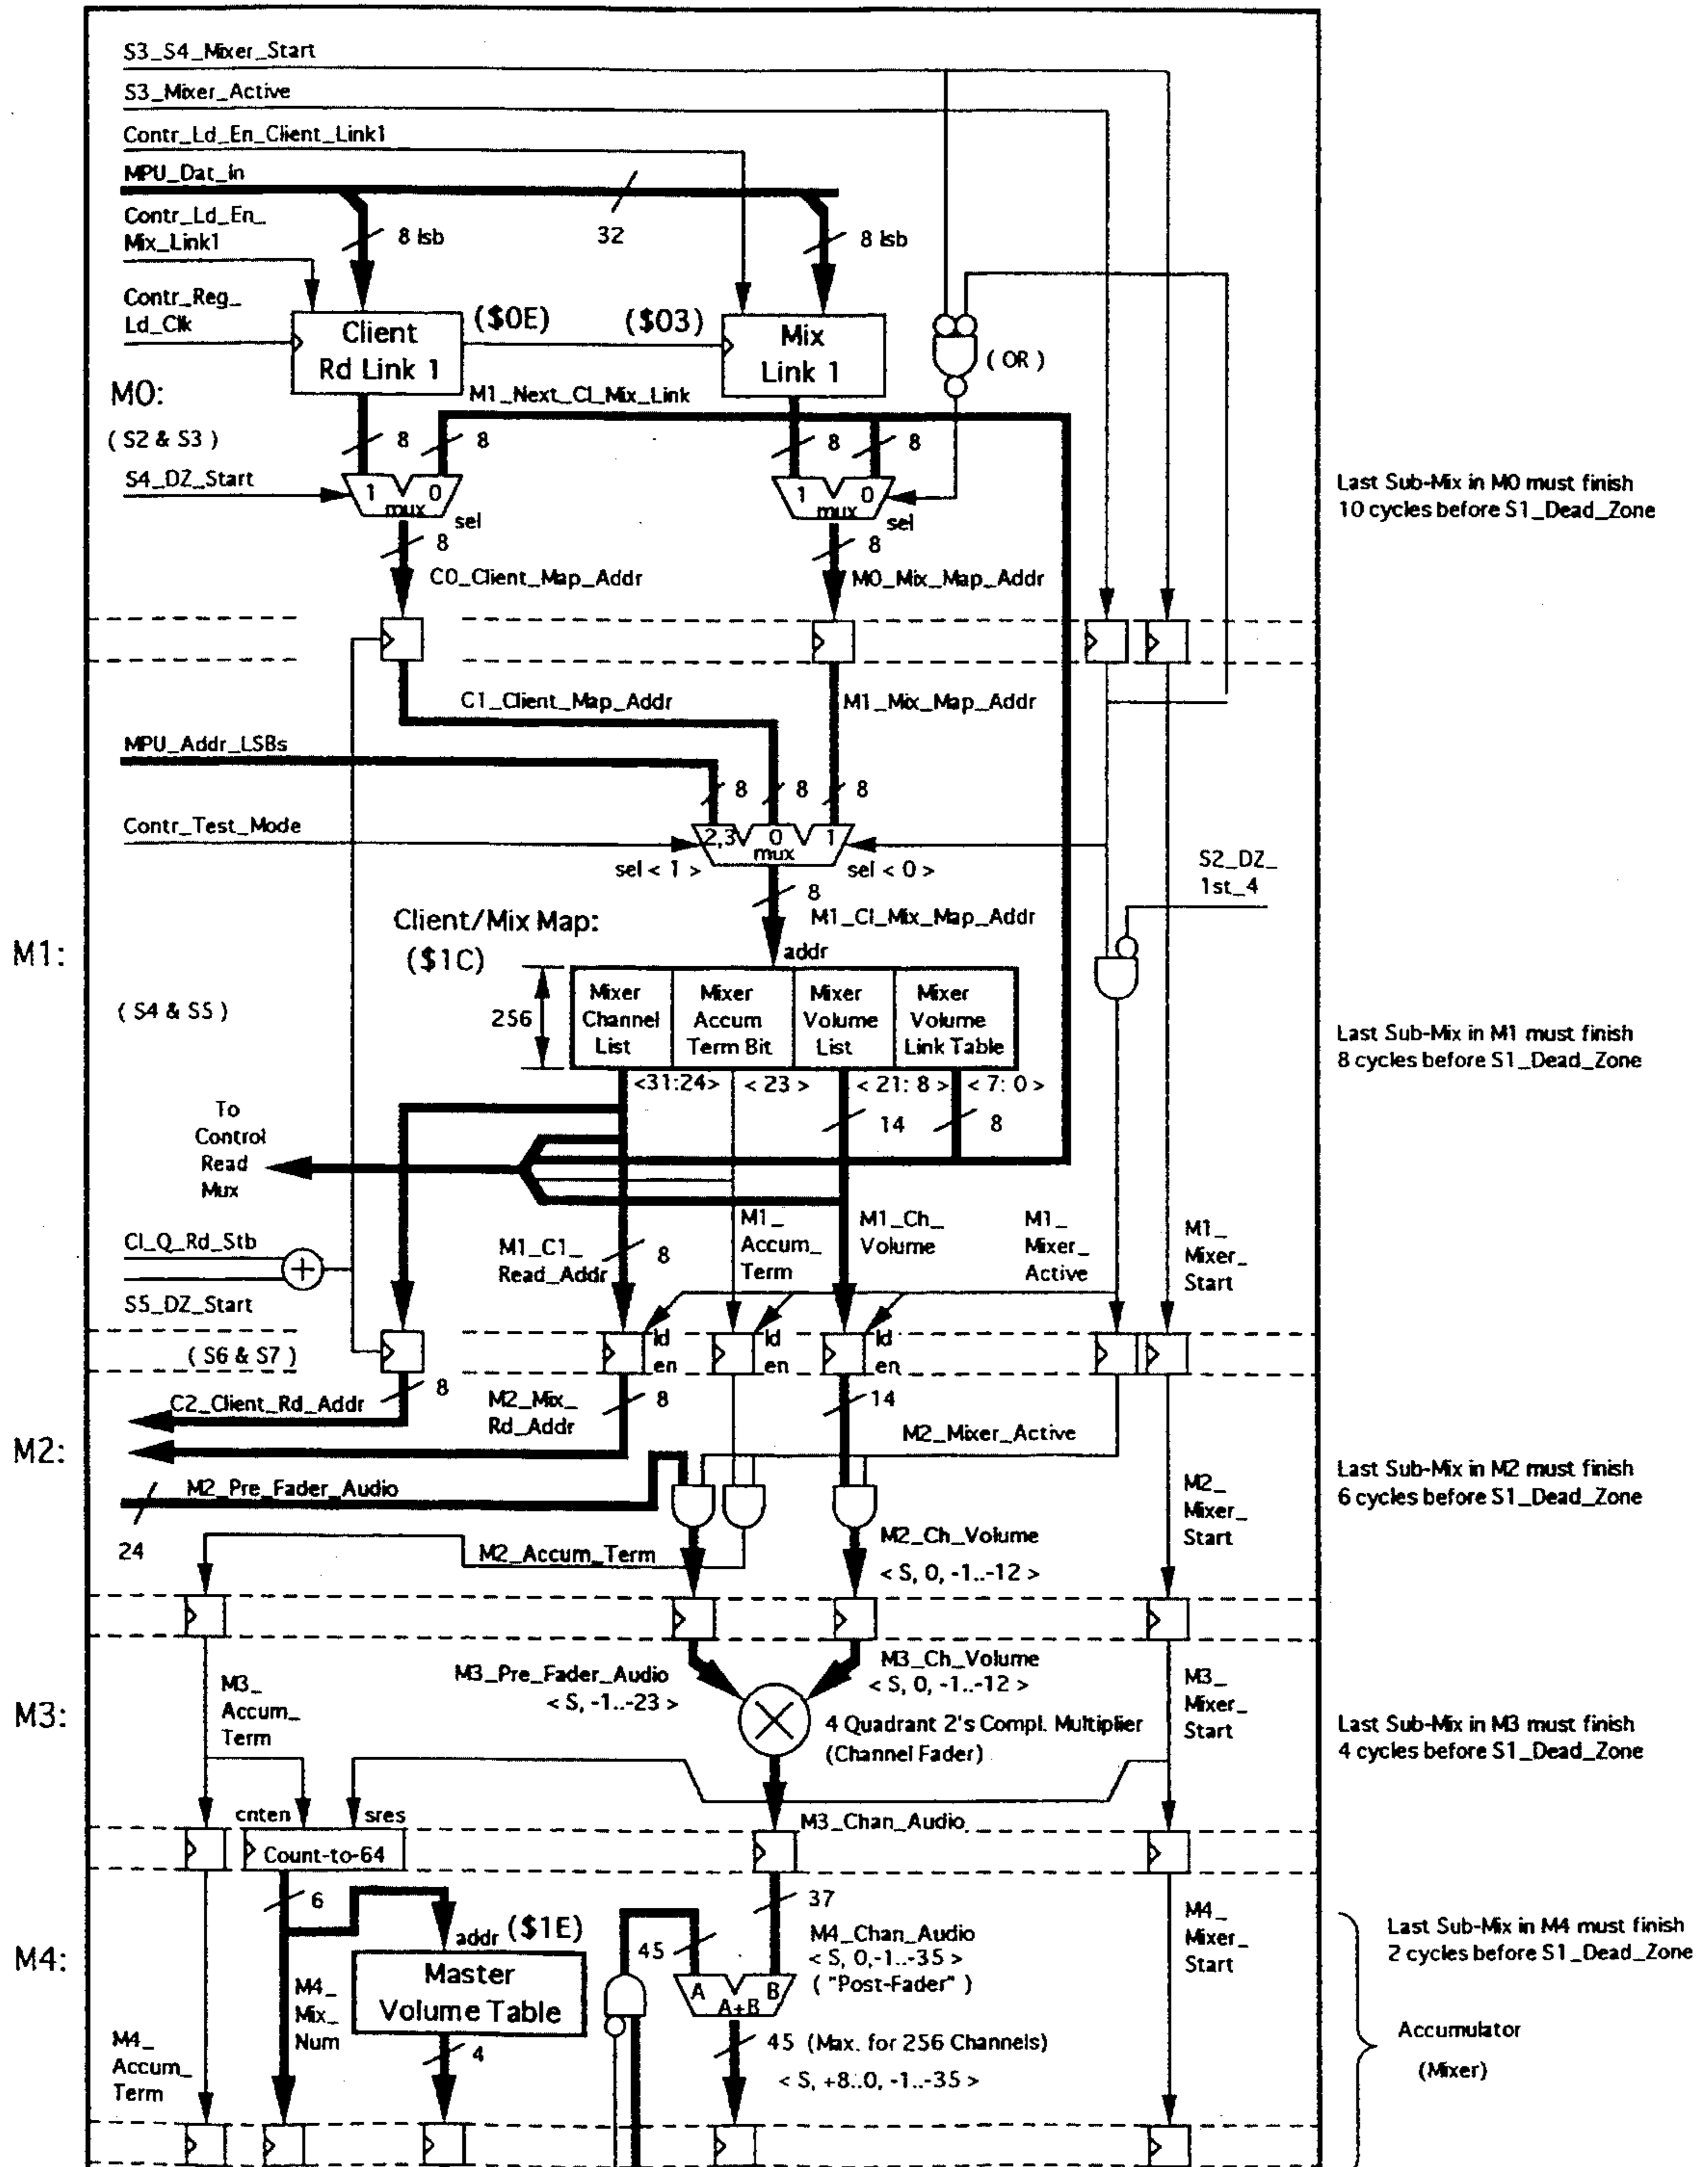 S3_S4_Mixer_Start
S3_Mixer_Active
Contr_Ld_En_Client_Link1
MPU_Dat_In
Contr_Ld_En_
Mix_Link1
8 lsb
32
8 lsb
Contr_Reg_
Ld_Clk
Client
Rd Link 1
($0E)
($03)
Mix
Link 1
( OR )
M0:
( S2 & S3 )
M1_Next_Cl_Mix_Link
8
8
8
8
S4_DZ_Start
1
0
mux
sel
1
0
mux
sel
Last Sub-Mix in M0 must finish
10 cycles before S1_Dead_Zone
8
8
C0_Client_Map_Addr
M0_Mix_Map_Addr
C1_Client_Map_Addr
M1_Mix_Map_Addr
MPU_Addr_LSBs
8
8
8
Contr_Test_Mode
2,3
0
1
mux
sel < 1 >
sel < 0 >
S2_DZ_
1st_4
8
M1_Cl_Mix_Map_Addr
Client/Mix Map:
($1C)
addr
M1:
( S4 & S5 )
256
Mixer
Channel
List
Mixer
Accum
Term Bit
Mixer
Volume
List
Mixer
Volume
Link Table
Last Sub-Mix in M1 must finish
8 cycles before S1_Dead_Zone
<31:24>
< 23 >
< 21: 8 >
< 7: 0 >
14
8
To
Control
Read
Mux
Cl_Q_Rd_Stb
S5_DZ_Start
M1_C1_
Read_Addr
8
M1_
Accum_
Term
M1_Ch_
Volume
M1_
Mixer_
Active
M1_
Mixer_
Start
ld
en
ld
en
ld
en
( S6 & S7 )
8
C2_Client_Rd_Addr
M2_Mix_
Rd_Addr
8
14
M2_Mixer_Active
M2:
M2_Pre_Fader_Audio
24
M2_Accum_Term
M2_Ch_Volume
< S, 0, -1..-12 >
M2_
Mixer_
Start
Last Sub-Mix in M2 must finish
6 cycles before S1_Dead_Zone
M3:
M3_
Accum_
Term
M3_Pre_Fader_Audio
< S, -1..-23 >
M3_Ch_Volume
< S, 0, -1..-12 >
4 Quadrant 2's Compl. Multiplier
(Channel Fader)
M3_
Mixer_
Start
Last Sub-Mix in M3 must finish
4 cycles before S1_Dead_Zone
cnten
sres
M3_Chan_Audio
Count-to-64
6
37
M4:
addr
($1E)
Master
Volume Table
M4_
Mix_
Num
4
M4_
Accum_
Term
45
M4_Chan_Audio
< S, 0,-1..-35 >
( "Post-Fader" )
A
B
A+B
45 (Max. for 256 Channels)
< S, +8..0, -1..-35 >
M4_
Mixer_
Start
Last Sub-Mix in M4 must finish
2 cycles before S1_Dead_Zone
Accumulator
(Mixer)